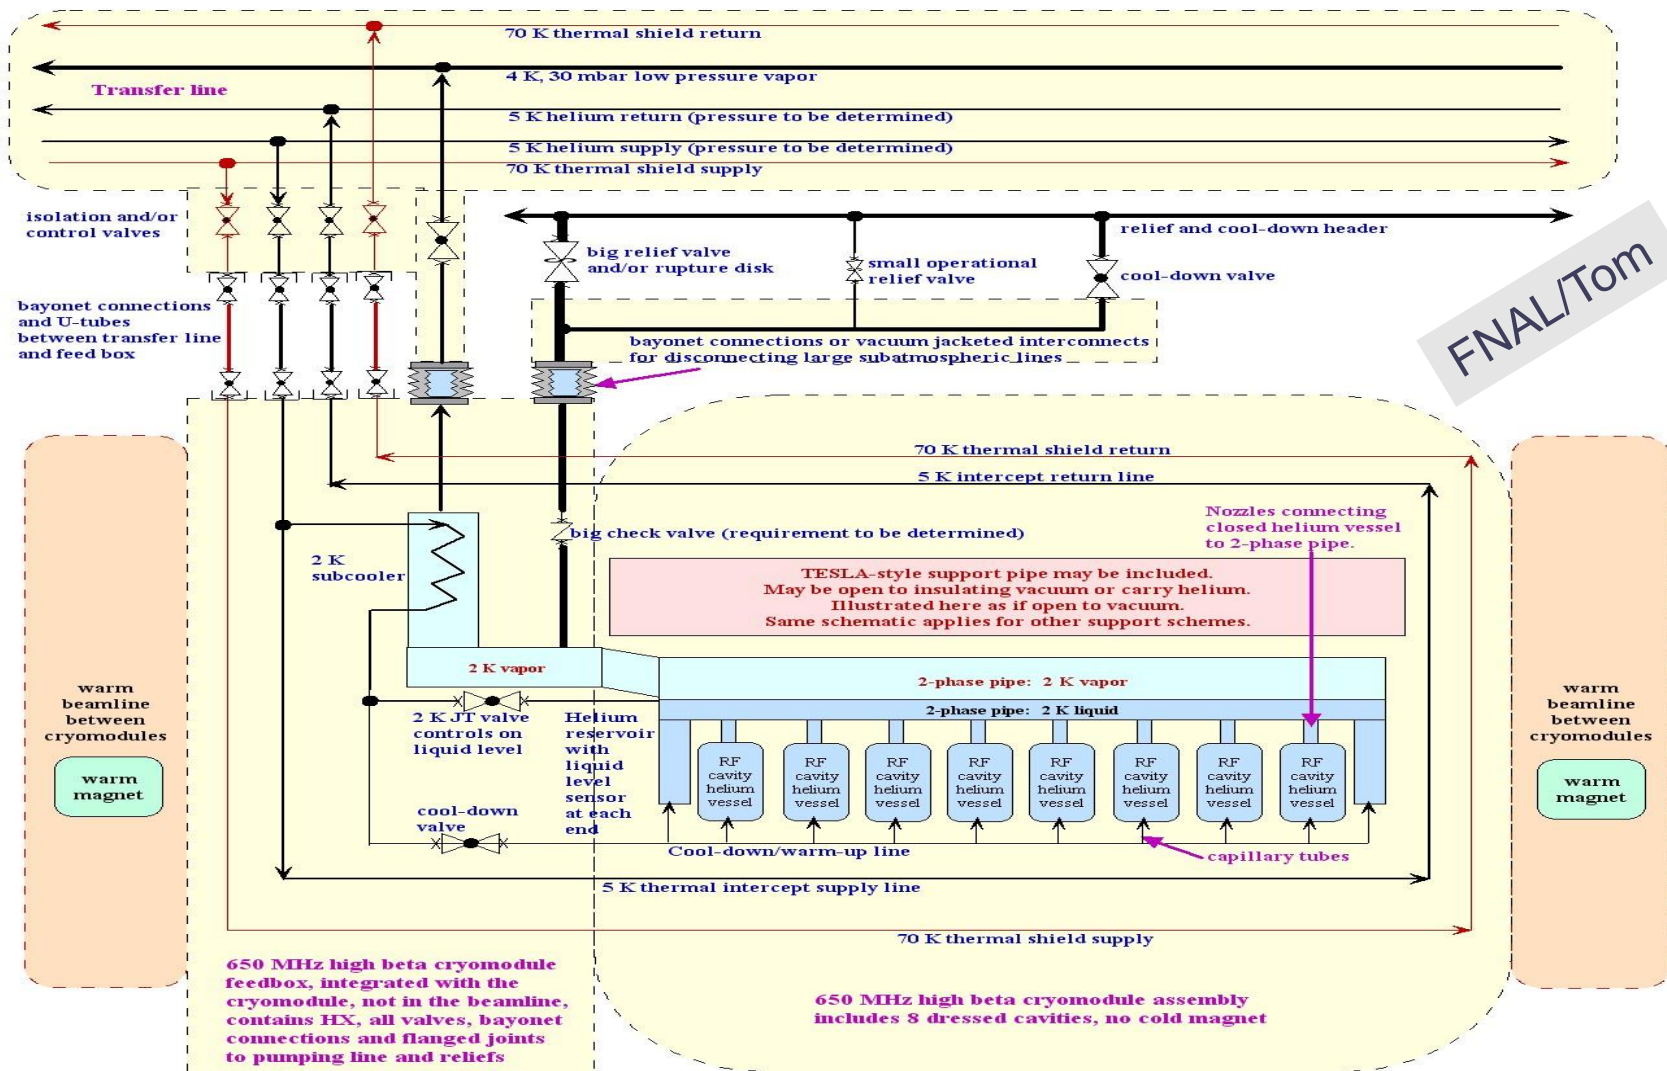 70 K thermal shield return
4 K, 30 mbar low pressure vapor
Transfer line
5 K helium return (pressure to be determined)
5 K helium supply (pressure to be determined)
70 K thermal shield supply
isolation and/or
control valves
relief and cool-down header
big relief valve
and/or rupture disk
small operational
relief valve
cool-down valve
FNAL/Tom
bayonet connections
and U-tubes
between transfer line
and feed box
bayonet connections or vacuum jacketed interconnects
for disconnecting large subatmospheric lines
70 K thermal shield return
5 K intercept return line
Nozzles connecting
closed helium vessel
to 2-phase pipe.
big check valve (requirement to be determined)
2 K
subcooler
TESLA-style support pipe may be included.
May be open to insulating vacuum or carry helium.
Illustrated here as if open to vacuum.
Same schematic applies for other support schemes.
2 K vapor
2-phase pipe:  2 K vapor
2-phase pipe:  2 K liquid
warm
beamline
between
cryomodules
warm
magnet
2 K JT valve
controls on
liquid level
Helium
reservoir
with
liquid
level
sensor
at each
end
RF
cavity
helium
vessel
RF
cavity
helium
vessel
RF
cavity
helium
vessel
RF
cavity
helium
vessel
RF
cavity
helium
vessel
RF
cavity
helium
vessel
RF
cavity
helium
vessel
RF
cavity
helium
vessel
warm
beamline
between
cryomodules
warm
magnet
cool-down
valve
Cool-down/warm-up line
capillary tubes
5 K thermal intercept supply line
70 K thermal shield supply
650 MHz high beta cryomodule
feedbox, integrated with the
cryomodule, not in the beamline,
contains HX, all valves, bayonet
connections and flanged joints
to pumping line and reliefs
650 MHz high beta cryomodule assembly
includes 8 dressed cavities, no cold magnet